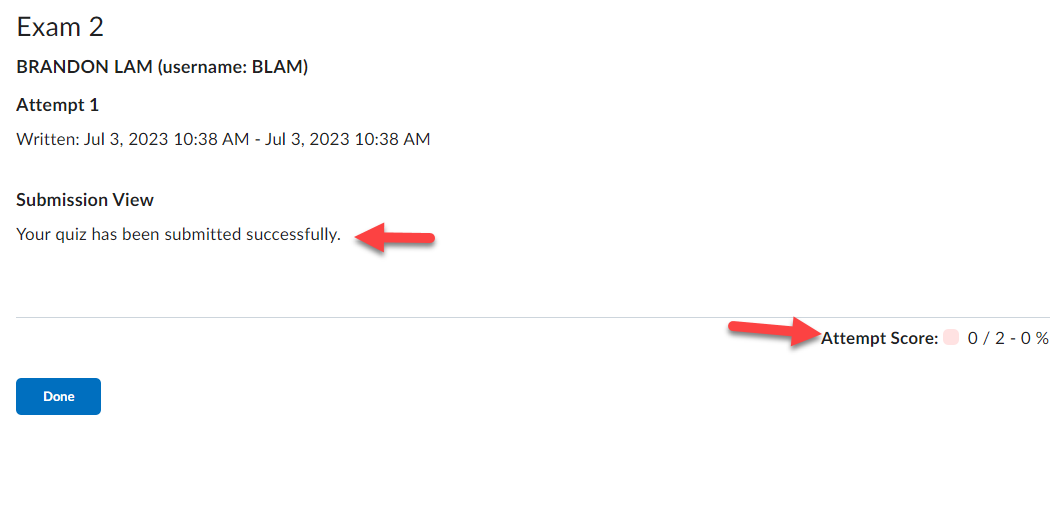 Exam 2
BRANDON LAM (username: BLAM)
Attempt 1
Written: Jul 3, 2023 10:38 AM - Jul 3, 2023 10:38 AM
Submission View
Your quiz has been submitted successfully.
Attempt Score: 0 / 2 - 0 %
Done